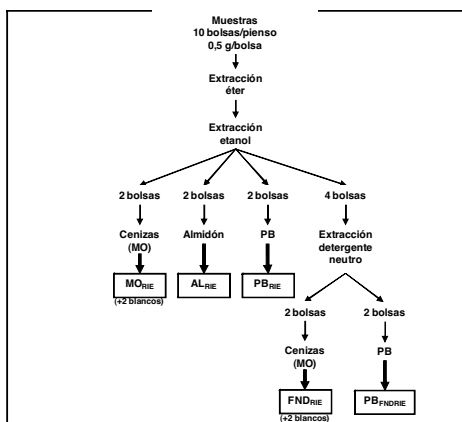 Muestras
10 bolsas/pienso
0,5 g/bolsa
Extracción
éter
Extracción
etanol
2 bolsas 2 bolsas 2 bolsas 4 bolsas
Cenizas
(MO)
Almidón
PB
Extracción
detergente
neutro
MORIE
(+2 blancos)
ALRIE
PBRIE
2 bolsas 2 bolsas
Cenizas
(MO)
PB
FNDRIE
(+2 blancos)
PBFNDRIE